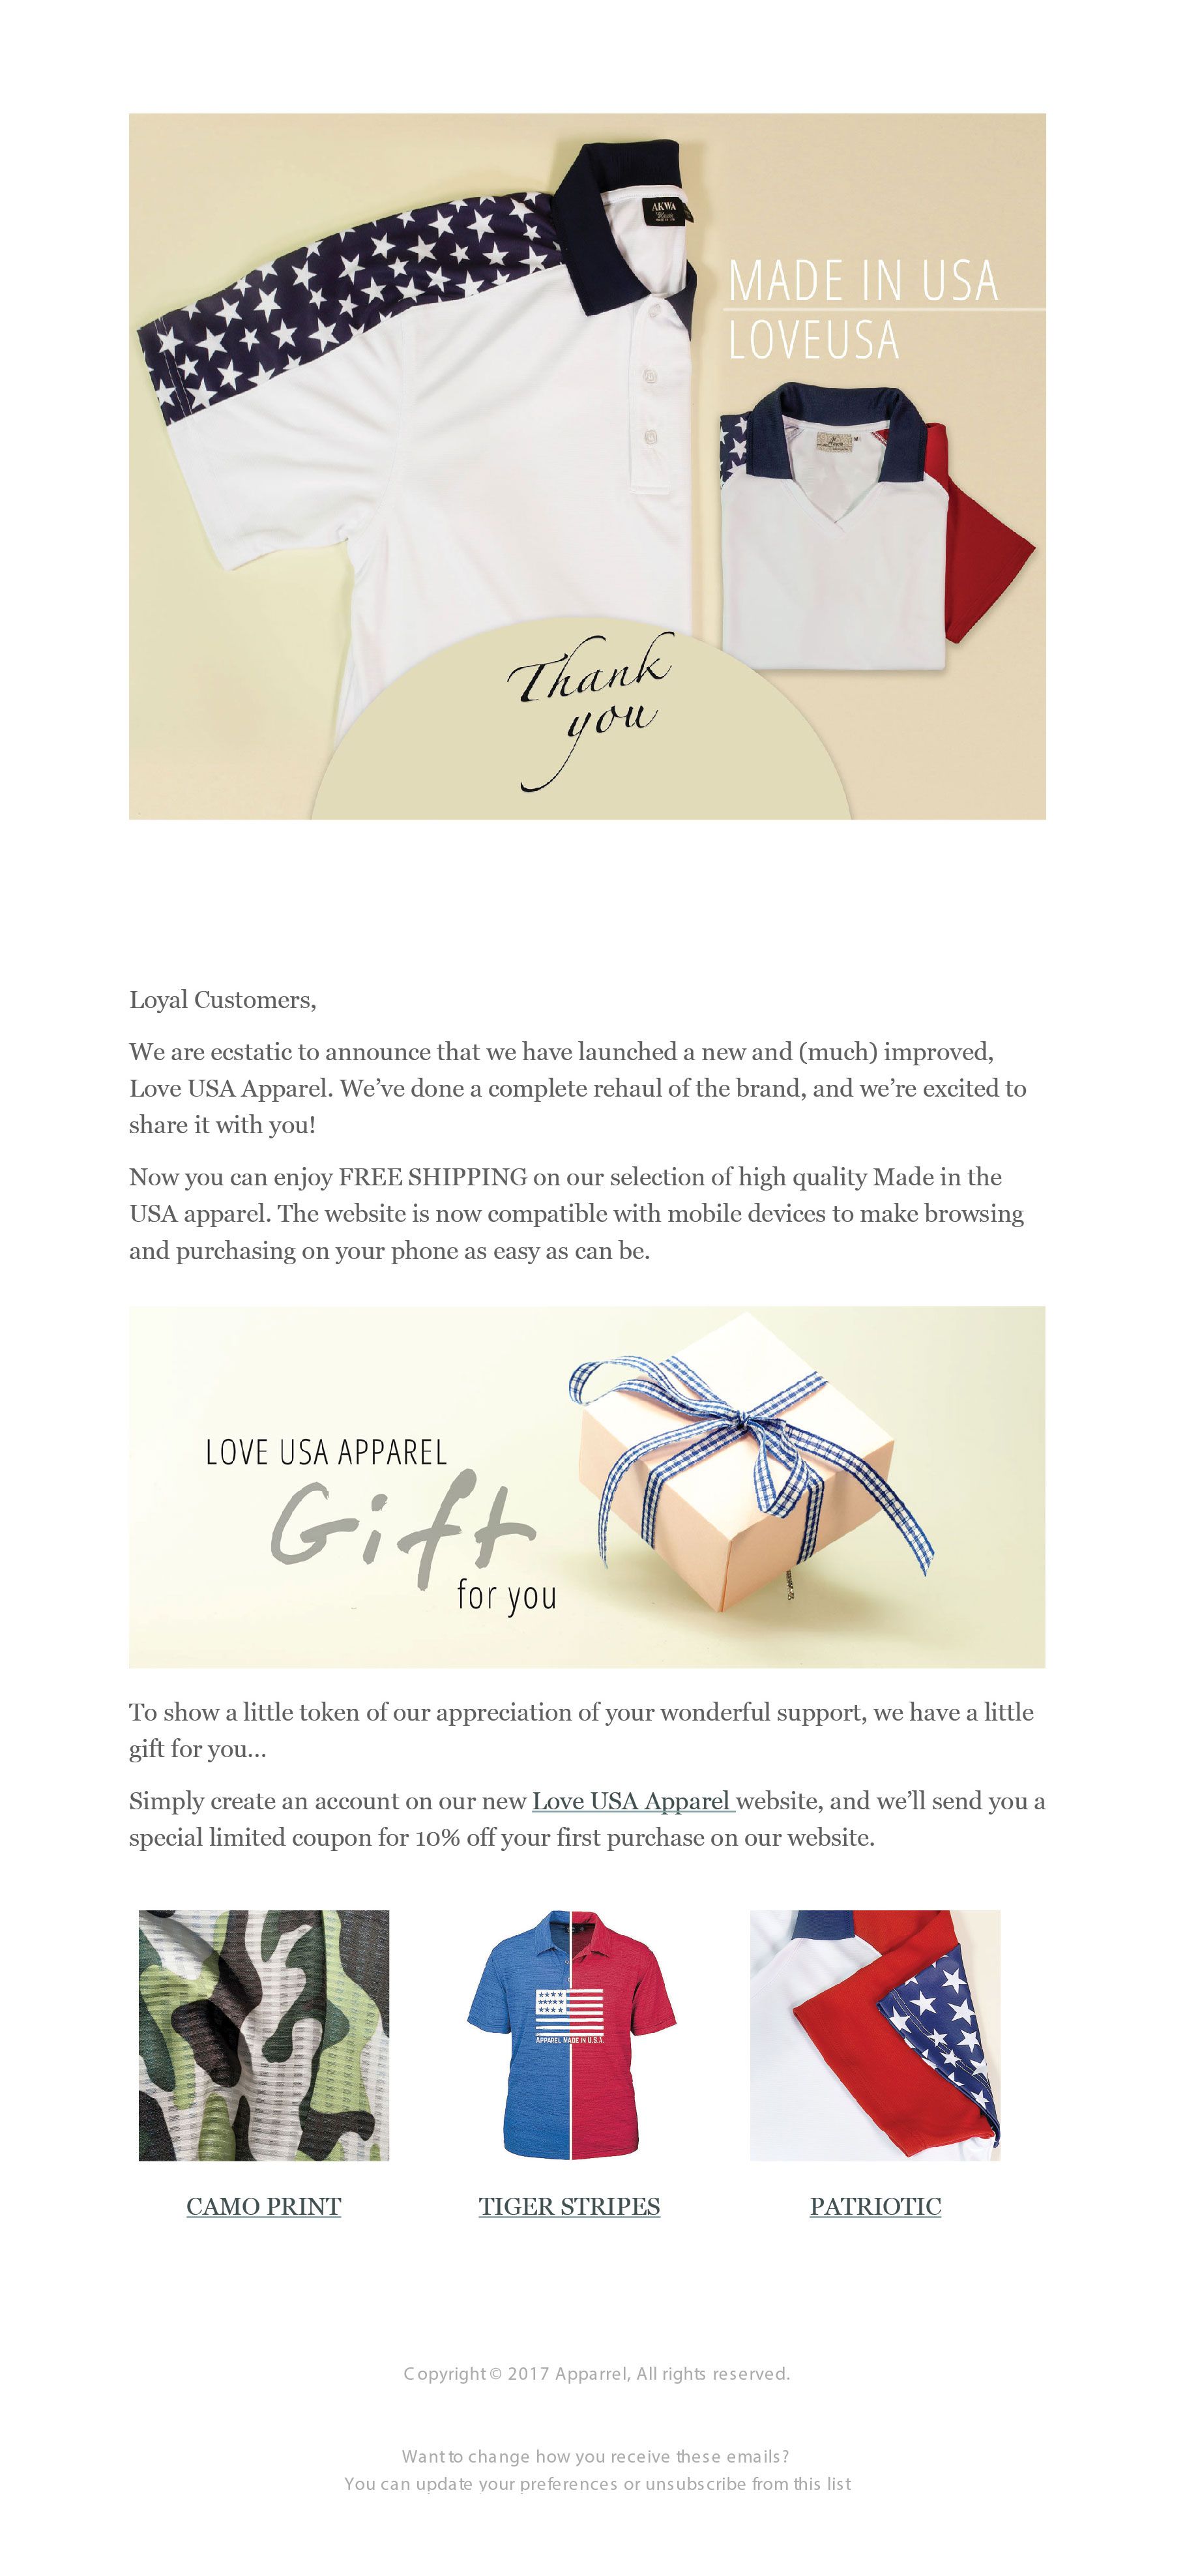 AKWA
MADE IN USA
LOVEUSA
Thank
you
Loyal Customers,
We are ecstatic to announce that we have launched a new and (much) improved,
Love USA Apparel. We’ve done a complete rehaul of the brand, and we’re excited to
share it with you!
Now you can enjoy FREE SHIPPING on our selection of high quality Made in the
USA apparel. The website is now compatible with mobile devices to make browsing
and purchasing on your phone as easy as can be.
LOVE USA APPAREL
Gift
for you
To show a little token of our appreciation of your wonderful support, we have a little
gift for you...
Simply create an account on our new Love USA Apparel website, and we’ll send you a
special limited coupon for 10% off your first purchase on our website.
APPAREL MADE IN U.S.A.
CAMO PRINT
TIGER STRIPES
PATRIOTIC
Copyright © 2017 Apparrel, All rights reserved.
Want to change how you receive these emails?
You can update your preferences or unsubscribe from this list